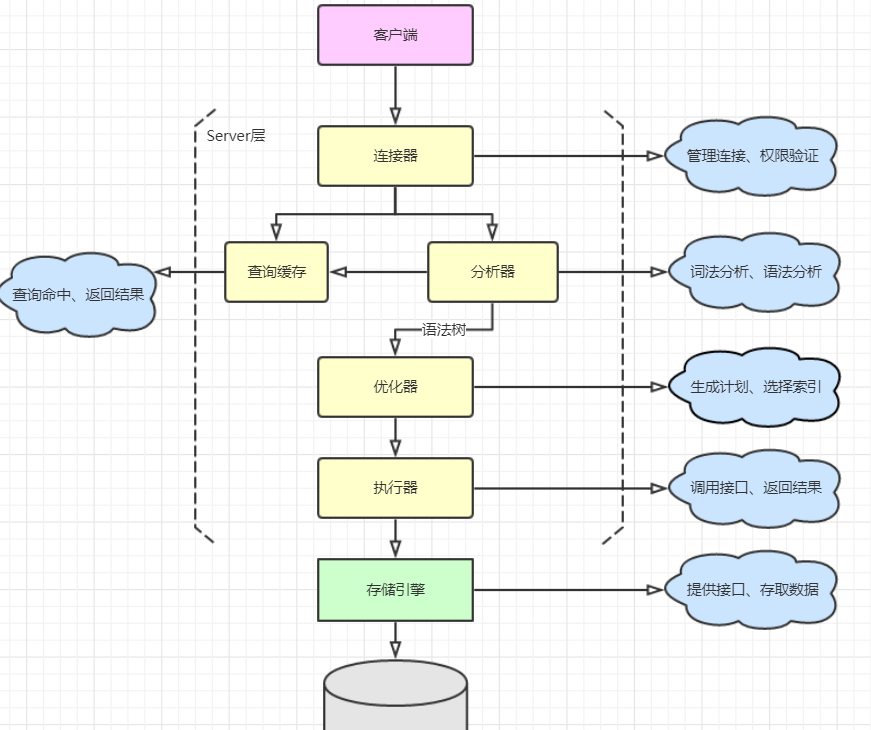 客户端
Server层
连接器
管理连接、权限验证
查询命中、返回结果
查询缓存
分析器
词法分析、语法分析
语法树
优化器
生成计划、选择索引
执行器
调用接口、返回结果
存储引擎
提供接口、存取数据